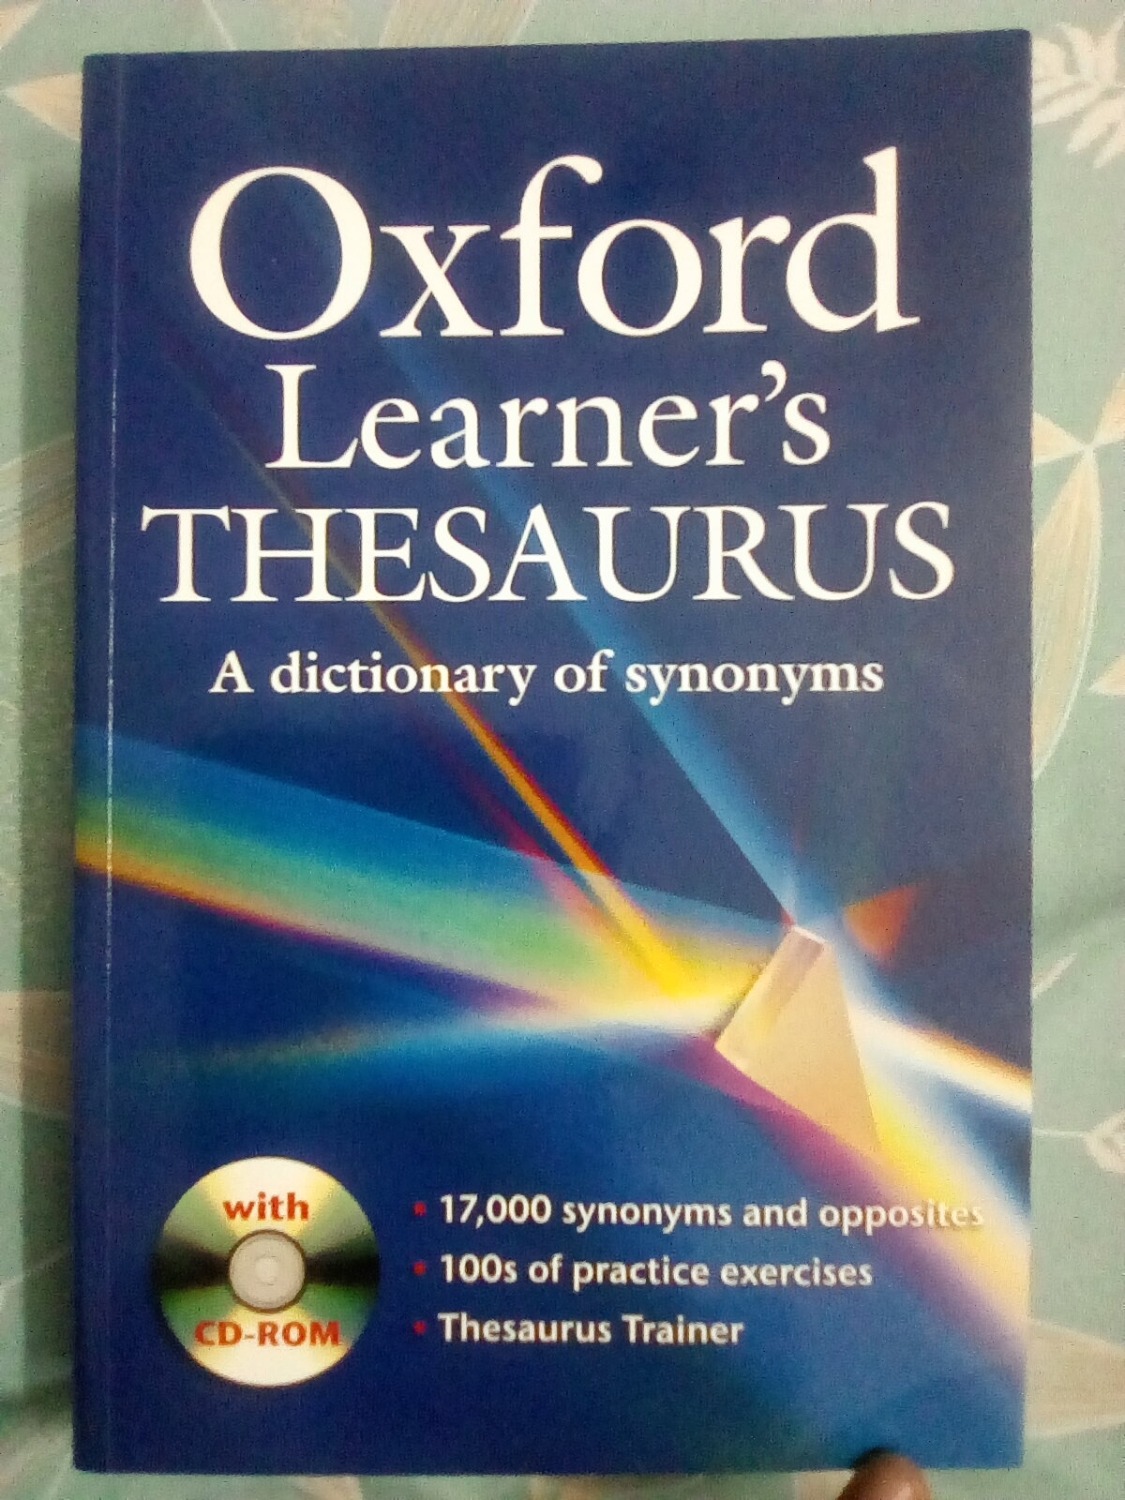 Oxford
Learner's
THESAURUS
A dictionary of synonyms
with
CD-ROM
• 17,000 synonyms and opposites
• 100s of practice exercises
• Thesaurus Trainer